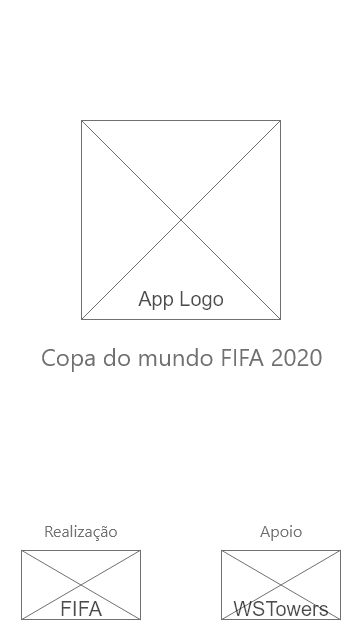 App Logo
Copa do mundo FIFA 2020
Realização
Apoio
FIFA
WSTowers